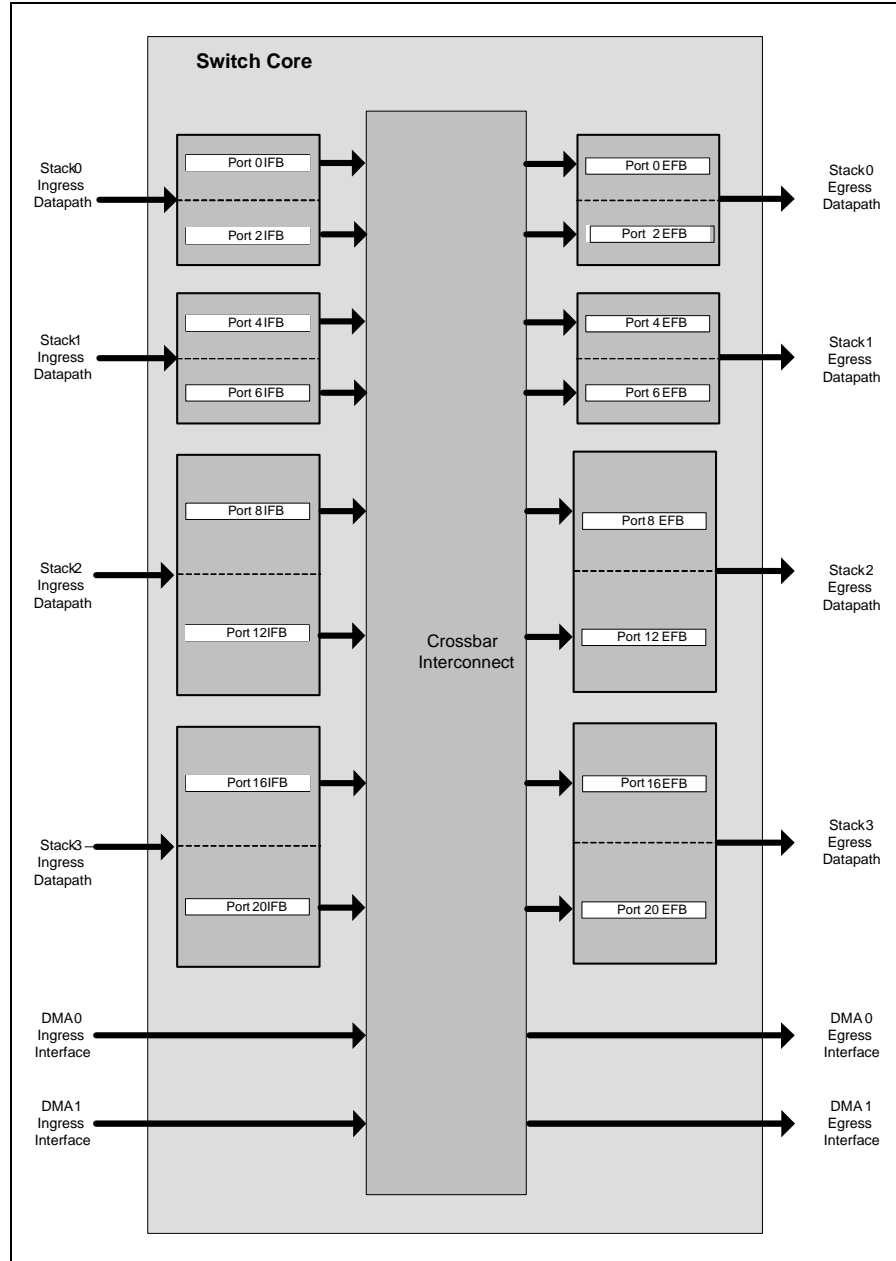 Switch Core
Stack0
Ingress
Datapath
Port 0 IFB
Port 2 IFB
Port 0 EFB
Port 2 EFB
Stack0
Egress
Datapath
Stack1
Ingress
Datapath
Port 4 IFB
Port 6 IFB
Port 4 EFB
Port 6 EFB
Stack1
Egress
Datapath
Stack2
Ingress
Datapath
Port 8 IFB
Port 12 IFB
Crossbar
Interconnect
Port 8 EFB
Port 12 EFB
Stack2
Egress
Datapath
Stack3
Ingress
Datapath
Port 16 IFB
Port 20 IFB
Port 16 EFB
Port 20 EFB
Stack3
Egress
Datapath
DMA0
Ingress
Interface
DMA 0
Egress
Interface
DMA1
Ingress
Interface
DMA 1
Egress
Interface